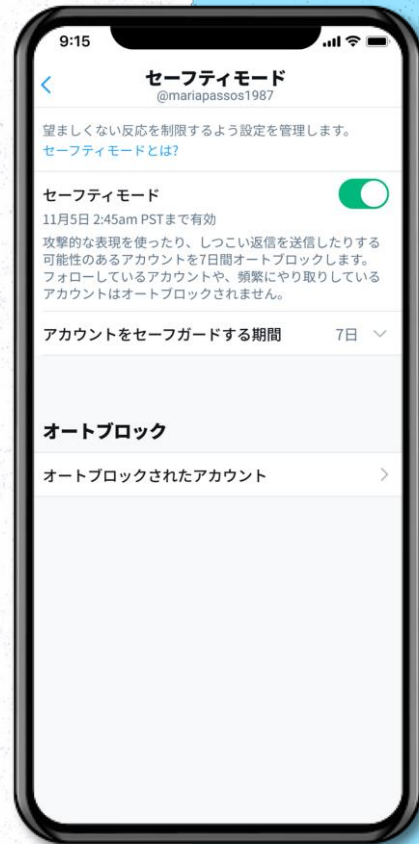 9:15
セーフティモード
@mariapassos1987
望ましくない反応を制限するよう設定を管理します。
セーフティモードとは?
セーフティモード
11月5日 2:45am PSTまで有効
攻撃的な表現を使ったり、しつこい返信を送信したりする
可能性のあるアカウントを7日間オートブロックします。
フォローしているアカウントや、頻繁にやり取りしている
アカウントはオートブロックされません。
アカウントをセーフガードする期間 7日
オートブロック
オートブロックされたアカウント